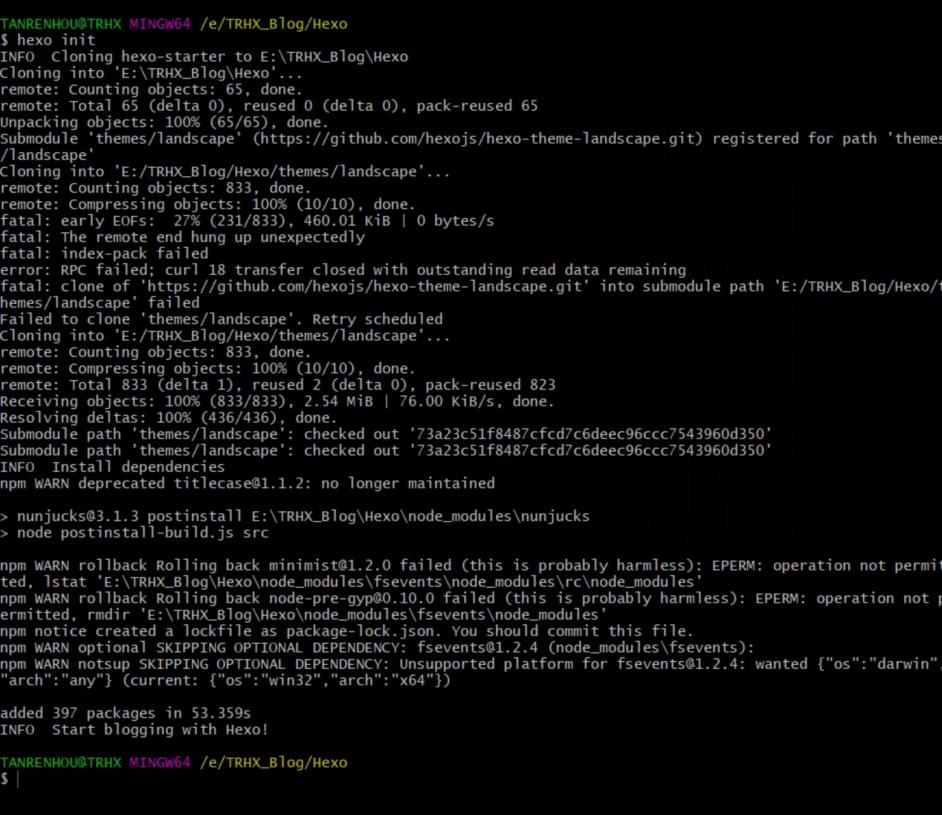 TANRENHOU@TRHX MINGW64 /e/TRHX_Blog/Hexo
$ hexo init
INFO  Cloning hexo-starter to E:\TRHX_Blog\Hexo
Cloning into 'E:\TRHX_Blog\Hexo'...
remote: Counting objects: 65, done.
remote: Total 65 (delta 0), reused 0 (delta 0), pack-reused 65
Unpacking objects: 100% (65/65), done.
Submodule 'themes/landscape' (https://github.com/hexojs/hexo-theme-landscape.git) registered for path 'themes
/landscape'
Cloning into 'E:/TRHX_Blog/Hexo/themes/landscape'...
remote: Counting objects: 833, done.
remote: Compressing objects: 100% (10/10), done.
fatal: early EOFs:  27% (231/833), 460.01 KiB | 0 bytes/s
fatal: The remote end hung up unexpectedly
fatal: index-pack failed
error: RPC failed; curl 18 transfer closed with outstanding read data remaining
fatal: clone of 'https://github.com/hexojs/hexo-theme-landscape.git' into submodule path 'E:/TRHX_Blog/Hexo/t
hemes/landscape' failed
Failed to clone 'themes/landscape'. Retry scheduled
Cloning into 'E:/TRHX_Blog/Hexo/themes/landscape'...
remote: Counting objects: 833, done.
remote: Compressing objects: 100% (10/10), done.
remote: Total 833 (delta 1), reused 2 (delta 0), pack-reused 823
Receiving objects: 100% (833/833), 2.54 MiB | 76.00 KiB/s, done.
Resolving deltas: 100% (436/436), done.
Submodule path 'themes/landscape': checked out '73a23c51f8487cfcd7c6deec96ccc7543960d350'
Submodule path 'themes/landscape': checked out '73a23c51f8487cfcd7c6deec96ccc7543960d350'
INFO  Install dependencies
npm WARN deprecated titlecase@1.1.2: no longer maintained
> nunjucks@3.1.3 postinstall E:\TRHX_Blog\Hexo\node_modules\nunjucks
> node postinstall-build.js src
npm WARN rollback Rolling back minimist@1.2.0 failed (this is probably harmless): EPERM: operation not permit
ted, lstat 'E:\TRHX_Blog\Hexo\node_modules\fsevents\node_modules\rc\node_modules'
npm WARN rollback Rolling back node-pre-gyp@0.10.0 failed (this is probably harmless): EPERM: operation not p
ermitted, rmdir 'E:\TRHX_Blog\Hexo\node_modules\fsevents\node_modules'
npm notice created a lockfile as package-lock.json. You should commit this file.
npm WARN optional SKIPPING OPTIONAL DEPENDENCY: fsevents@1.2.4 (node_modules\fsevents):
npm WARN notsup SKIPPING OPTIONAL DEPENDENCY: Unsupported platform for fsevents@1.2.4: wanted {"os":"darwin",
"arch":"any"} (current: {"os":"win32","arch":"x64"})
added 397 packages in 53.359s
INFO  Start blogging with Hexo!
TANRENHOU@TRHX MINGW64 /e/TRHX_Blog/Hexo
$